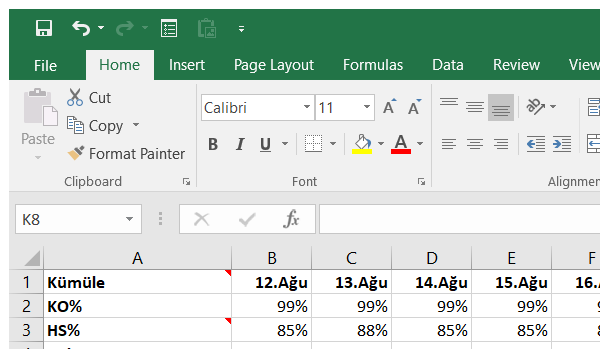 File Home Insert Page Layout Formulas Data Review View
Cut
Calibri 11 A A
Copy
Paste
Format Painter
B I U A
Clipboard Font Alignment
K8 fx
A B C D E F
1 Kümüle 12.Ağu 13.Ağu 14.Ağu 15.Ağu 16.
2 KO% 99% 99% 99% 99%
3 HS% 85% 88% 85% 85%